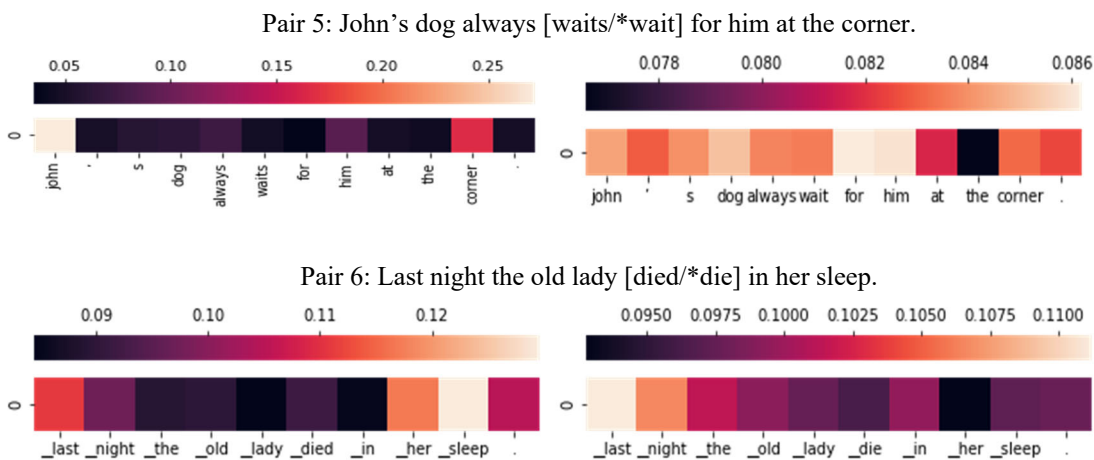 Pair 5: John’s dog always [waits/*wait] for him at the corner.
0.05 0.10 0.15 0.20 0.25
0
john ' s dog always waits for him at the corner .
0.078 0.080 0.082 0.084 0.086
0
john ' s dog always wait for him at the corner .
Pair 6: Last night the old lady [died/*die] in her sleep.
0.09 0.10 0.11 0.12
0
_last _night _the _old _lady _died _in _her _sleep .
0.0950 0.0975 0.1000 0.1025 0.1050 0.1075 0.1100
0
_last _night _the _old _lady _die _in _her _sleep .